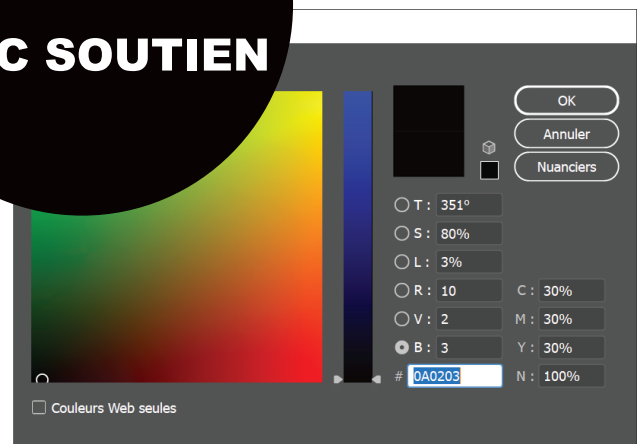 C SOUTIEN
OK
Annuler
Nuanciers
T : 351°
S : 80%
L : 3%
R : 10 C : 30%
V : 2 M : 30%
B : 3 Y : 30%
# 0A0203 N : 100%
Couleurs Web seules